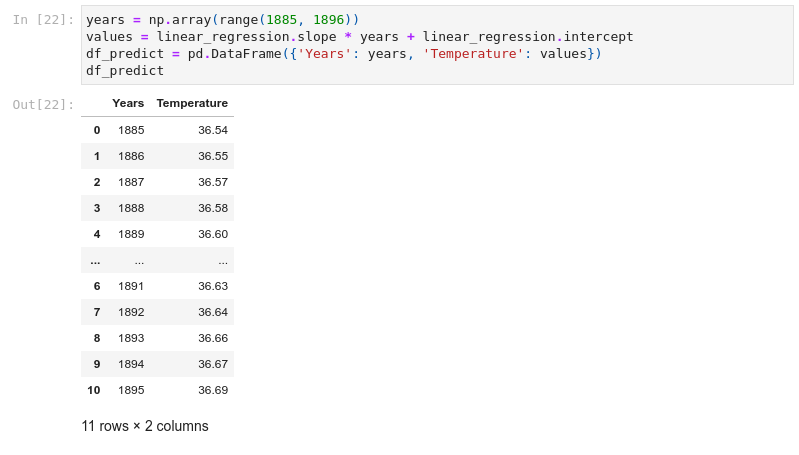 In [22]: years = np.array(range(1885, 1896))
values = linear_regression.slope * years + linear_regression.intercept
df_predict = pd.DataFrame({'Years': years, 'Temperature': values})
df_predict
Out[22]: Years Temperature
0 1885 36.54
1 1886 36.55
2 1887 36.57
3 1888 36.58
4 1889 36.60
... ... ...
6 1891 36.63
7 1892 36.64
8 1893 36.66
9 1894 36.67
10 1895 36.69
11 rows × 2 columns